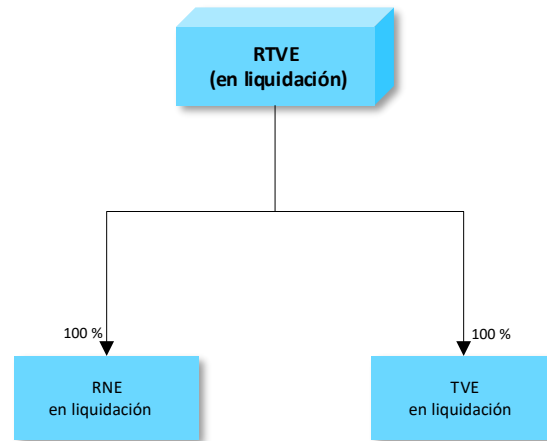 RTVE
(en liquidación)
100 %
100 %
RNE
en liquidación
TVE
en liquidación